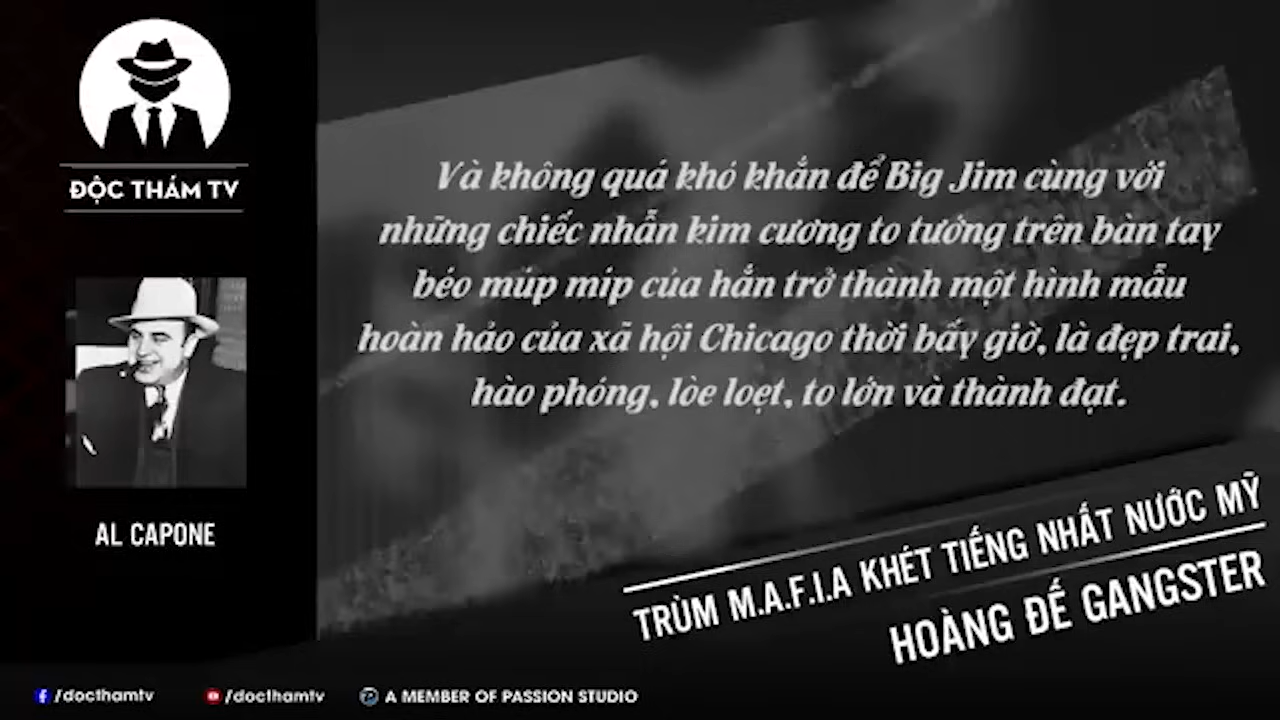 ĐỘC THÁM TV
AL CAPONE
Và không quá khó khăn để Big Jim cùng với
những chiếc nhẫn kim cương to tướng trên bàn tay
béo múp míp của hắn trở thành một hình mẫu
hoàn hảo của xã hội Chicago thời bấy giờ, là đẹp trai,
hào phóng, lòe loẹt, to lớn và thành đạt.
TRÙM M.A.F.I.A KHÉT TIẾNG NHẤT NƯỚC MỸ
HOÀNG ĐẾ GANGSTER
/docthamtv
/docthamtv
A MEMBER OF PASSION STUDIO